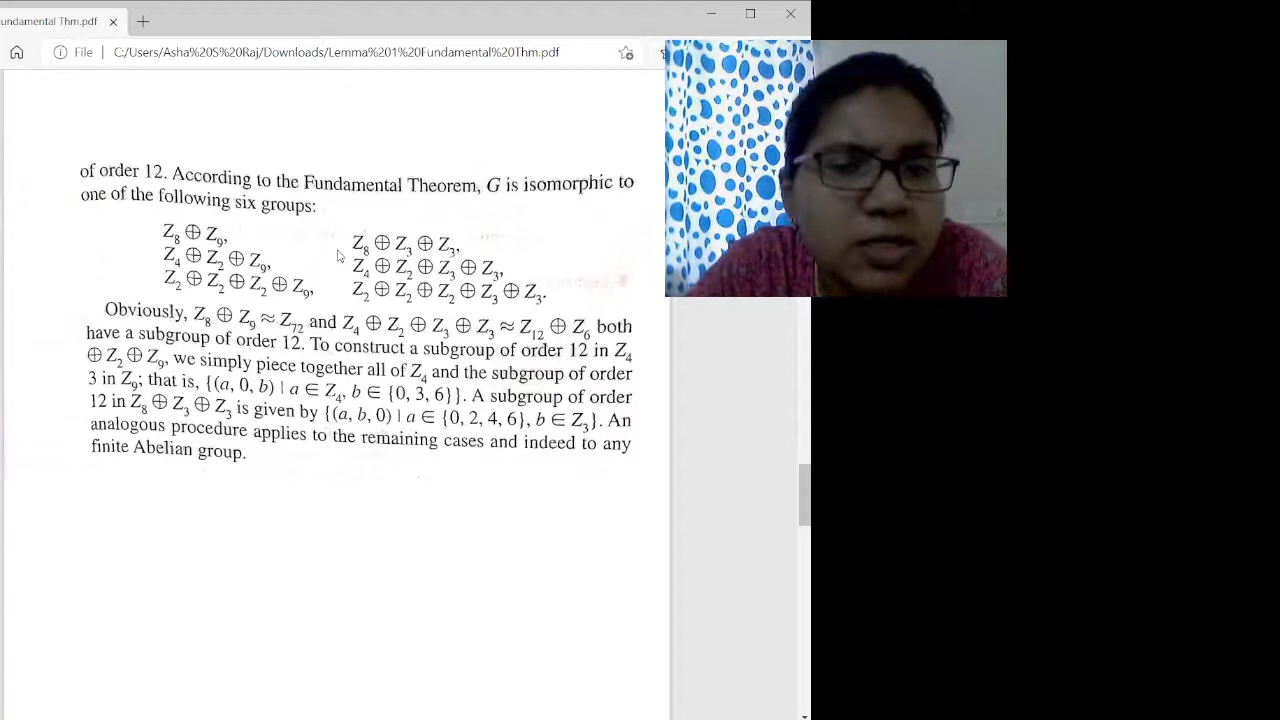 undamental Thm.pdf
File
C:/Users/Asha%20S%20Raj/Downloads/Lemma%201%20Fundamental%20Thm.pdf
of order 12. According to the Fundamental Theorem, G is isomorphic to
one of the following six groups:
Z₈ ⊕ Z₉,
Z₈ ⊕ Z₃ ⊕ Z₃,
Z₄ ⊕ Z₂ ⊕ Z₉,
Z₄ ⊕ Z₂ ⊕ Z₃ ⊕ Z₃,
Z₂ ⊕ Z₂ ⊕ Z₂ ⊕ Z₉,
Z₂ ⊕ Z₂ ⊕ Z₂ ⊕ Z₃ ⊕ Z₃.
Obviously, Z₈ ⊕ Z₉ ≈ Z₇₂ and Z₄ ⊕ Z₂ ⊕ Z₃ ⊕ Z₃ ≈ Z₁₂ ⊕ Z₆ both
have a subgroup of order 12. To construct a subgroup of order 12 in Z₄
⊕ Z₂ ⊕ Z₉, we simply piece together all of Z₄ and the subgroup of order
3 in Z₉; that is, {(a, 0, b) | a ∈ Z₄, b ∈ {0, 3, 6}}. A subgroup of order
12 in Z₈ ⊕ Z₃ ⊕ Z₃ is given by {(a, b, 0) | a ∈ {0, 2, 4, 6}, b ∈ Z₃}. An
analogous procedure applies to the remaining cases and indeed to any
finite Abelian group.